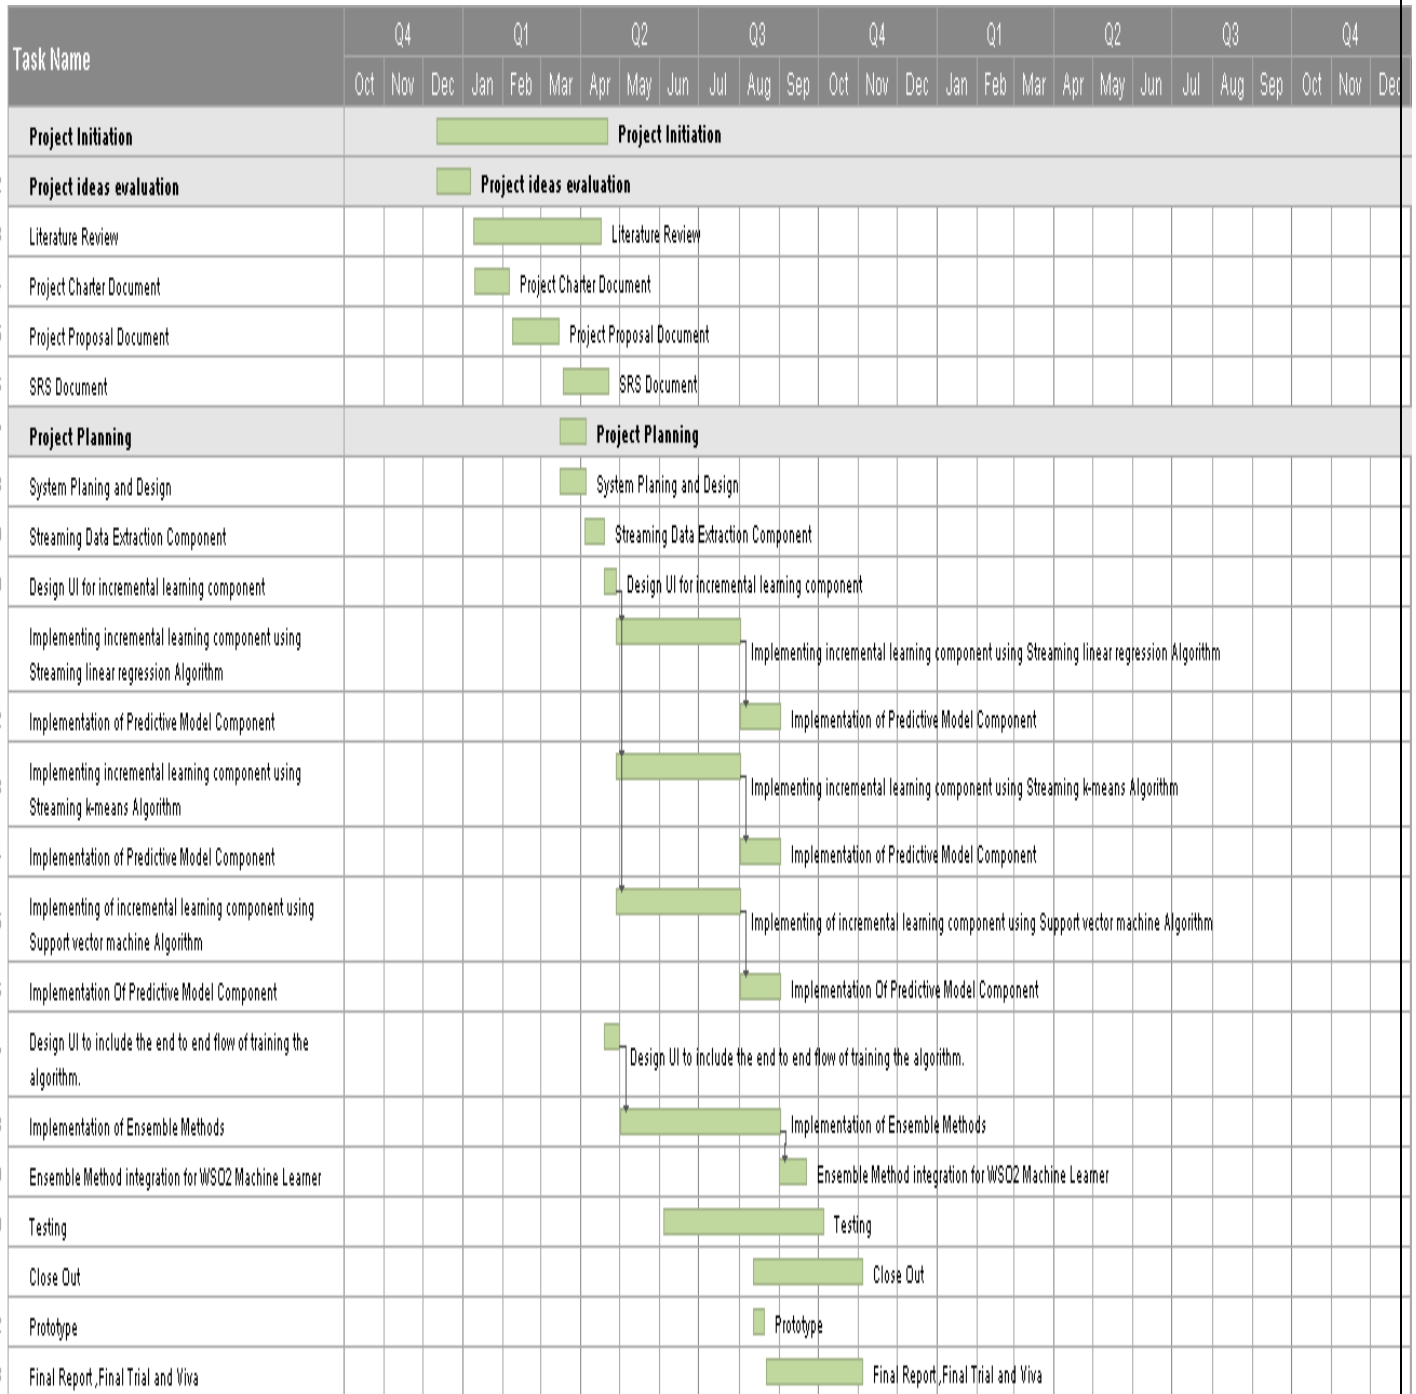 Task Name
Q4 Q1 Q2 Q3 Q4 Q1 Q2 Q3 Q4
Oct Nov Dec Jan Feb Mar Apr May Jun Jul Aug Sep Oct Nov Dec Jan Feb Mar Apr May Jun Jul Aug Sep Oct Nov Dec
Project Initiation Project Initiation
Project ideas evaluation Project ideas evaluation
Literature Review Literature Review
Project Charter Document Project Charter Document
Project Proposal Document Project Proposal Document
SRS Document SRS Document
Project Planning Project Planning
System Planing and Design System Planing and Design
Streaming Data Extraction Component Streaming Data Extraction Component
Design UI for incremental learning component Design UI for incremental learning component
Implementing incremental learning component using
Streaming linear regression Algorithm
Implementing incremental learning component using Streaming linear regression Algorithm
Implementation of Predictive Model Component Implementation of Predictive Model Component
Implementing incremental learning component using
Streaming k-means Algorithm
Implementing incremental learning component using Streaming k-means Algorithm
Implementation of Predictive Model Component Implementation of Predictive Model Component
Implementing of incremental learning component using
Support vector machine Algorithm
Implementing of incremental learning component using Support vector machine Algorithm
Implementation Of Predictive Model Component Implementation Of Predictive Model Component
Design UI to include the end to end flow of training the
algorithm.
Design UI to include the end to end flow of training the algorithm.
Implementation of Ensemble Methods Implementation of Ensemble Methods
Ensemble Method integration for WSO2 Machine Learner Ensemble Method integration for WSO2 Machine Learner
Testing Testing
Close Out Close Out
Prototype Prototype
Final Report ,Final Trial and Viva Final Report ,Final Trial and Viva